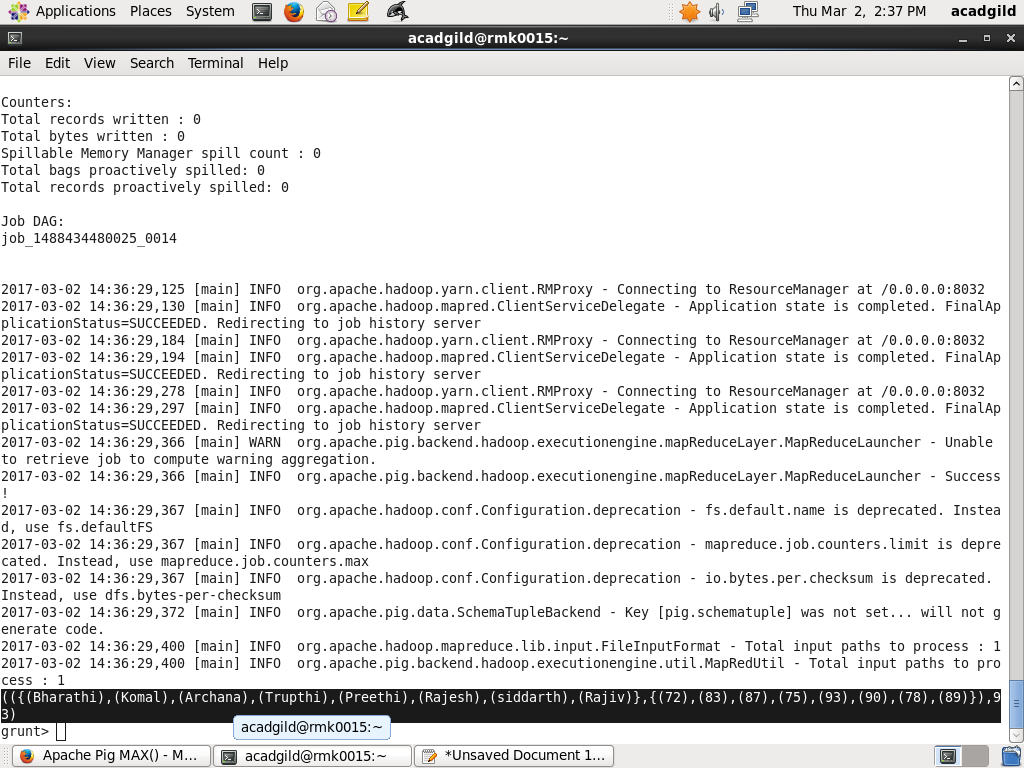 Applications Places System Thu Mar 2, 2:37 PM acadgild
acadgild@rmk0015:~
File Edit View Search Terminal Help
Counters:
Total records written : 0
Total bytes written : 0
Spillable Memory Manager spill count : 0
Total bags proactively spilled: 0
Total records proactively spilled: 0
Job DAG:
job_1488434480025_0014
2017-03-02 14:36:29,125 [main] INFO  org.apache.hadoop.yarn.client.RMProxy - Connecting to ResourceManager at /0.0.0.0:8032
2017-03-02 14:36:29,130 [main] INFO  org.apache.hadoop.mapred.ClientServiceDelegate - Application state is completed. FinalAp
plicationStatus=SUCCEEDED. Redirecting to job history server
2017-03-02 14:36:29,184 [main] INFO  org.apache.hadoop.yarn.client.RMProxy - Connecting to ResourceManager at /0.0.0.0:8032
2017-03-02 14:36:29,194 [main] INFO  org.apache.hadoop.mapred.ClientServiceDelegate - Application state is completed. FinalAp
plicationStatus=SUCCEEDED. Redirecting to job history server
2017-03-02 14:36:29,278 [main] INFO  org.apache.hadoop.yarn.client.RMProxy - Connecting to ResourceManager at /0.0.0.0:8032
2017-03-02 14:36:29,297 [main] INFO  org.apache.hadoop.mapred.ClientServiceDelegate - Application state is completed. FinalAp
plicationStatus=SUCCEEDED. Redirecting to job history server
2017-03-02 14:36:29,366 [main] WARN  org.apache.pig.backend.hadoop.executionengine.mapReduceLayer.MapReduceLauncher - Unable
to retrieve job to compute warning aggregation.
2017-03-02 14:36:29,366 [main] INFO  org.apache.pig.backend.hadoop.executionengine.mapReduceLayer.MapReduceLauncher - Success
!
2017-03-02 14:36:29,367 [main] INFO  org.apache.hadoop.conf.Configuration.deprecation - fs.default.name is deprecated. Instea
d, use fs.defaultFS
2017-03-02 14:36:29,367 [main] INFO  org.apache.hadoop.conf.Configuration.deprecation - mapreduce.job.counters.limit is depre
cated. Instead, use mapreduce.job.counters.max
2017-03-02 14:36:29,367 [main] INFO  org.apache.hadoop.conf.Configuration.deprecation - io.bytes.per.checksum is deprecated.
Instead, use dfs.bytes-per-checksum
2017-03-02 14:36:29,372 [main] INFO  org.apache.pig.data.SchemaTupleBackend - Key [pig.schematuple] was not set... will not g
enerate code.
2017-03-02 14:36:29,400 [main] INFO  org.apache.hadoop.mapreduce.lib.input.FileInputFormat - Total input paths to process : 1
2017-03-02 14:36:29,400 [main] INFO  org.apache.pig.backend.hadoop.executionengine.util.MapRedUtil - Total input paths to pro
cess : 1
(({(Bharathi),(Komal),(Archana),(Trupthi),(Preethi),(Rajesh),(siddarth),(Rajiv)},{(72),(83),(87),(75),(93),(90),(78),(89)}),9
3)
grunt>
acadgild@rmk0015:~
Apache Pig MAX() - M... acadgild@rmk0015:~ *Unsaved Document 1...